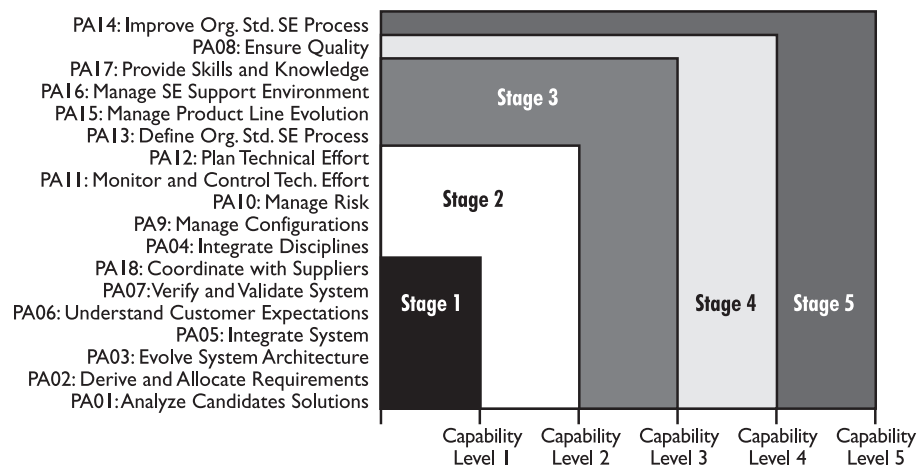 PA14: Improve Org. Std. SE Process
PA08: Ensure Quality
PA17: Provide Skills and Knowledge
PA16: Manage SE Support Environment
PA15: Manage Product Line Evolution
PA13: Define Org. Std. SE Process
PA12: Plan Technical Effort
PA11: Monitor and Control Tech. Effort
PA10: Manage Risk
PA9: Manage Configurations
PA04: Integrate Disciplines
PA18: Coordinate with Suppliers
PA07: Verify and Validate System
PA06: Understand Customer Expectations
PA05: Integrate System
PA03: Evolve System Architecture
PA02: Derive and Allocate Requirements
PA01: Analyze Candidates Solutions
Stage 3
Stage 2
Stage 1
Stage 4
Stage 5
Capability
Level 1
Capability
Level 2
Capability
Level 3
Capability
Level 4
Capability
Level 5